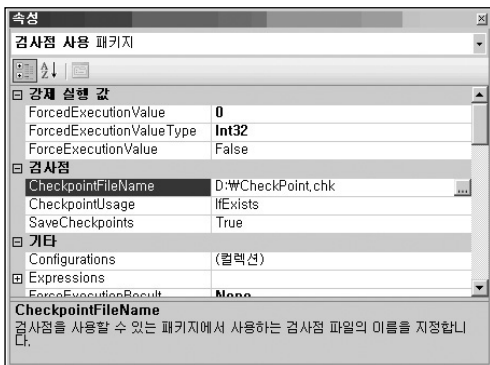 속성
검사점 사용 패키지
강제 실행 값
ForcedExecutionValue 0
ForcedExecutionValueType Int32
ForceExecutionValue False
검사점
CheckpointFileName D:₩CheckPoint.chk ...
CheckpointUsage IfExists
SaveCheckpoints True
기타
Configurations (컬렉션)
Expressions
ForceExecutionResult None
CheckpointFileName
검사점을 사용할 수 있는 패키지에서 사용하는 검사점 파일의 이름을 지정합니
다.